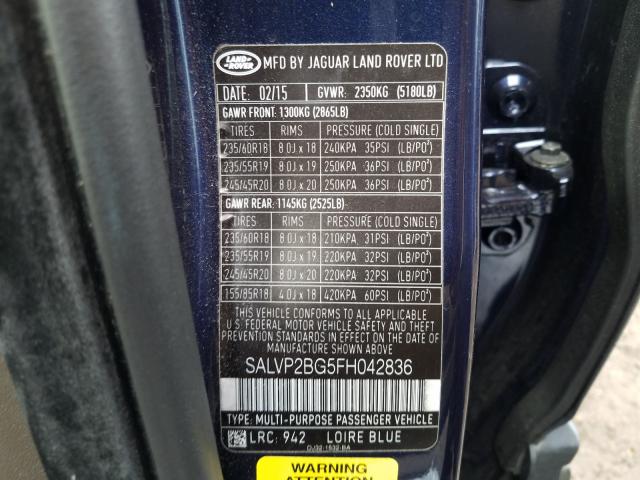 LAND ROVER
MFD BY JAGUAR LAND ROVER LTD
DATE: 02/15 GVWR: 2350KG (5180LB)
GAWR FRONT: 1300KG (2865LB)
TIRES RIMS PRESSURE (COLD SINGLE)
235/60R18 8.0J x 18 240KPA 35PSI (LB/PO²)
235/55R19 8.0J x 19 250KPA 36PSI (LB/PO²)
245/45R20 8.0J x 20 250KPA 36PSI (LB/PO²)
GAWR REAR: 1145KG (2525LB)
TIRES RIMS PRESSURE (COLD SINGLE)
235/60R18 8.0J x 18 210KPA 31PSI (LB/PO²)
235/55R19 8.0J x 19 220KPA 32PSI (LB/PO²)
245/45R20 8.0J x 20 220KPA 32PSI (LB/PO²)
155/85R18 4.0J x 18 420KPA 60PSI (LB/PO²)
THIS VEHICLE CONFORMS TO ALL APPLICABLE
U.S. FEDERAL MOTOR VEHICLE SAFETY AND THEFT
PREVENTION STANDARDS IN EFFECT ON THE DATE OF
MANUFACTURE SHOWN ABOVE.
SALVP2BG5FH042836
TYPE: MULTI-PURPOSE PASSENGER VEHICLE
LRC: 942 LOIRE BLUE
DJ32-1532-BA
WARNING
ATTENTION